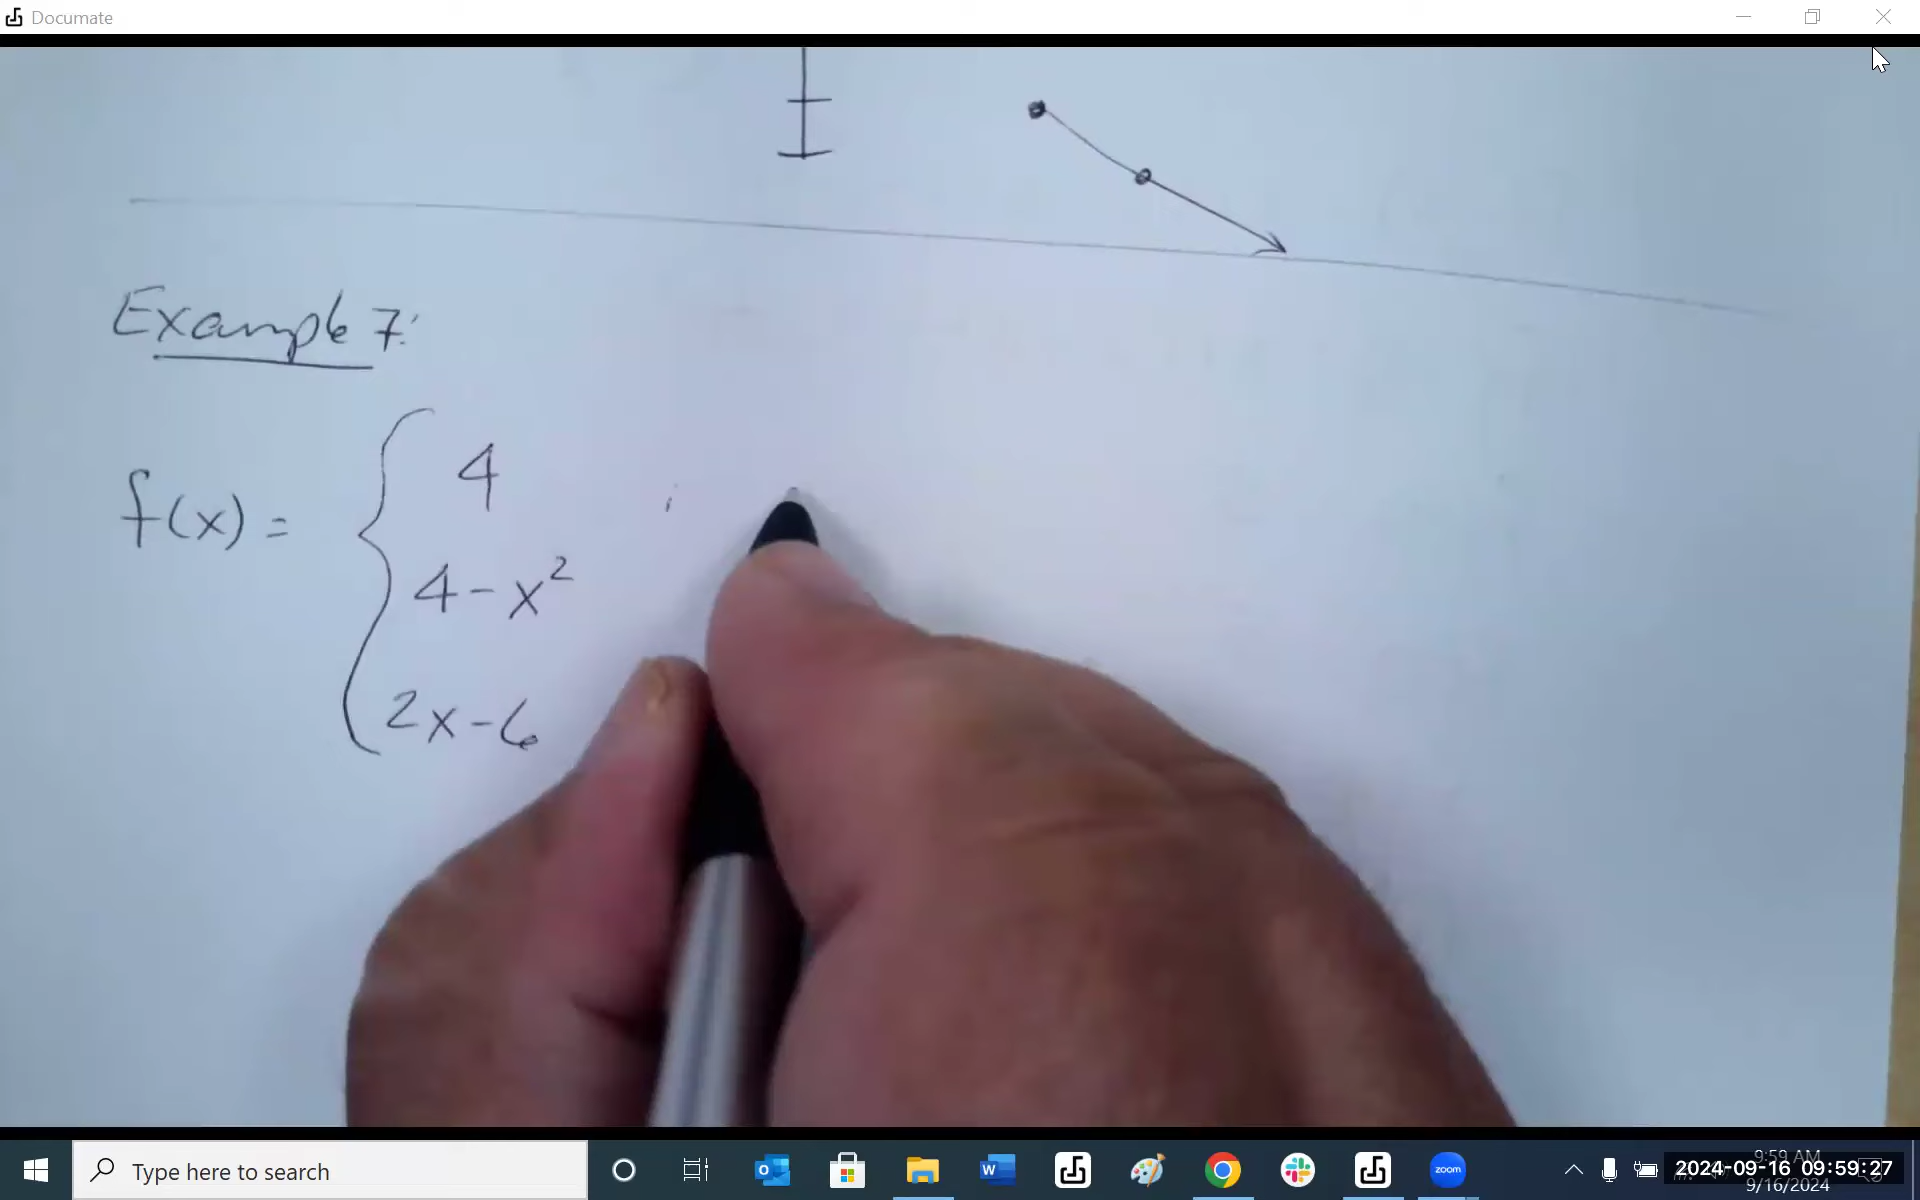 Documate
Example 7:
f(x) = { 4
4 - x²
2x - 6
i
Type here to search
W
zoom
9:59 AM
2024-09-16 09:59:27
9/16/2024